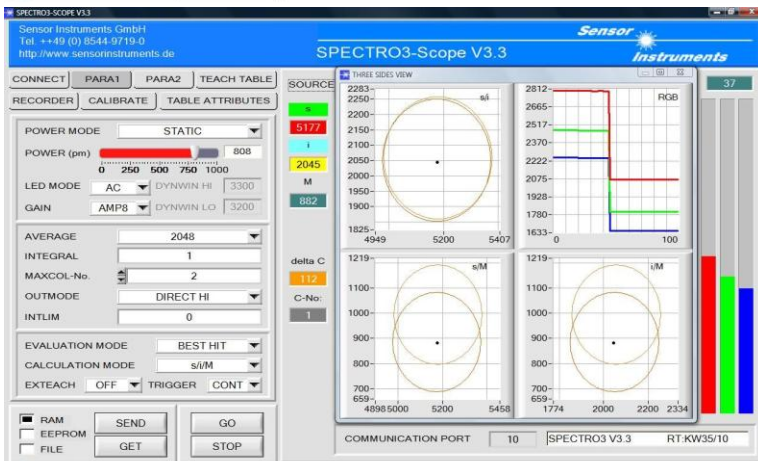 SPECTRO3-SCOPE V3.3
Sensor Instruments GmbH
Tel. ++49 (0) 8544-9719-0
http://www.sensorinstruments.de
SPECTRO3-Scope V3.3
Sensor
Instruments
CONNECT PARA1 PARA2 TEACH TABLE
RECORDER CALIBRATE TABLE ATTRIBUTES
POWER MODE STATIC
POWER (pm) 808
0 250 500 750 1000
LED MODE AC DYNWIN HI 3300
GAIN AMP8 DYNWIN LO 3200
AVERAGE 2048
INTEGRAL 1
MAXCOL-No. 2
OUTMODE DIRECT HI
INTLIM 0
EVALUATION MODE BEST HIT
CALCULATION MODE s/i/M
EXTEACH OFF TRIGGER CONT
RAM
EEPROM
FILE
SEND
GET
GO
STOP
SOURCE
s
5177
i
2045
M
882
delta C
112
C-No:
1
THREE SIDES VIEW
s/i
2283
2250
2200
2150
2100
2050
2000
1950
1900
1825
4949 5200 5407
RGB
2812
2665
2517
2370
2222
2075
1928
1780
1633
0 100
s/M
1219
1100
1000
900
800
700
659
4898 5000 5200 5458
i/M
1219
1100
1000
900
800
700
659
1774 2000 2200 2334
37
COMMUNICATION PORT 10 SPECTRO3 V3.3 RT:KW35/10